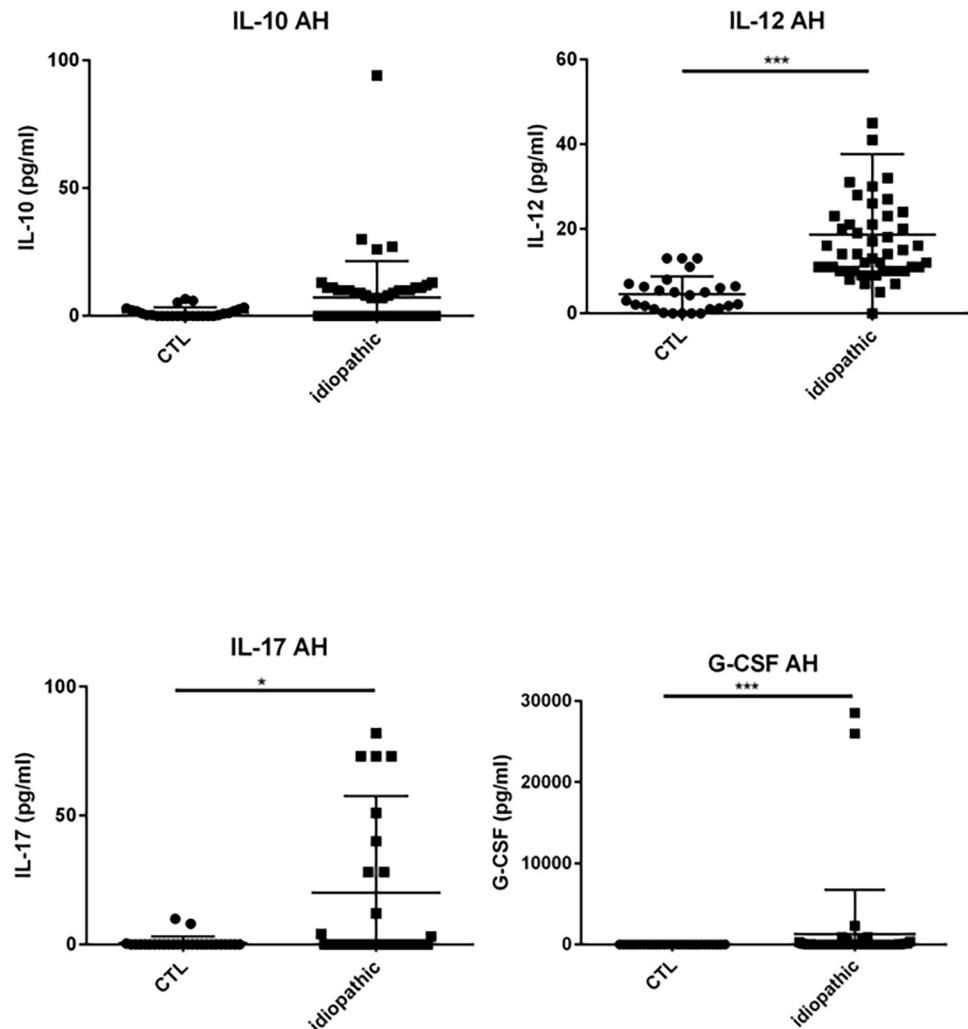 IL-10 AH
IL-10 (pg/ml)
100
50
0
CTL
idiopathic
IL-12 AH
***
IL-12 (pg/ml)
60
40
20
0
CTL
idiopathic
IL-17 AH
*
IL-17 (pg/ml)
100
50
0
CTL
idiopathic
G-CSF AH
***
G-CSF (pg/ml)
30000
20000
10000
0
CTL
idiopathic